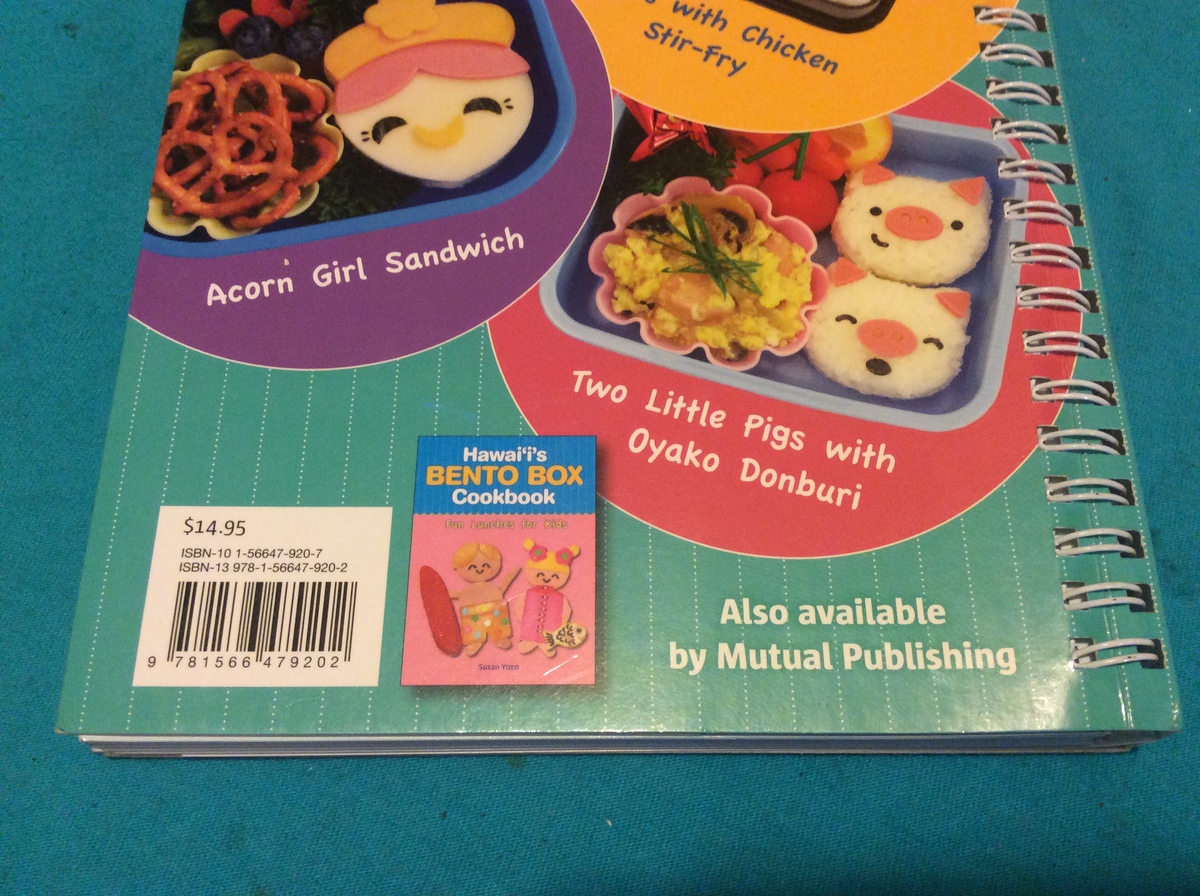 with Chicken
Stir-fry
Acorn Girl Sandwich
Two Little Pigs with
Oyako Donburi
Hawai‘i's
BENTO BOX
Cookbook
Fun Lunches for Kids
Susan Yuen
$14.95
ISBN-10 1-56647-920-7
ISBN-13 978-1-56647-920-2
9 781566 479202
Also available
by Mutual Publishing